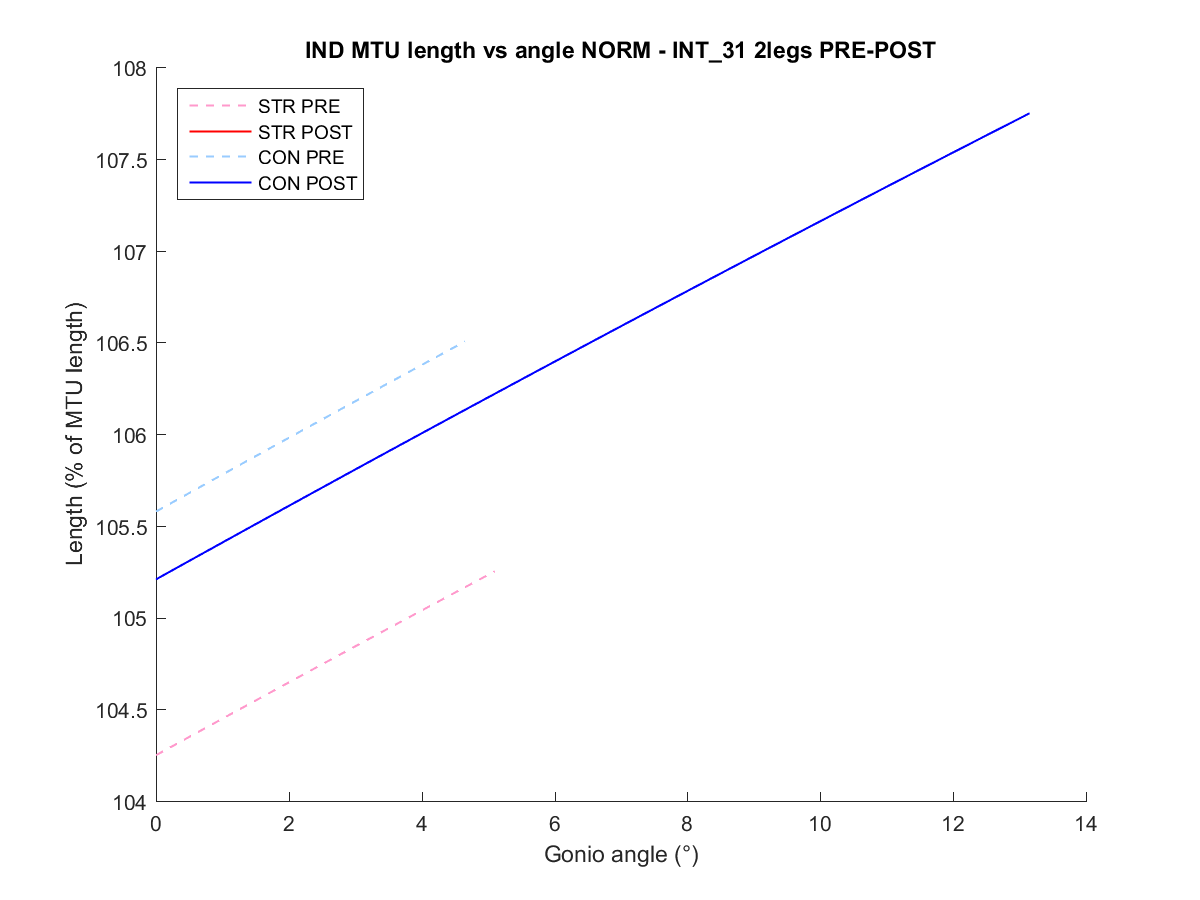 IND MTU length vs angle NORM - INT_31 2legs PRE-POST
108
107.5
107
106.5
106
105.5
105
104.5
104
Length (% of MTU length)
STR PRE
STR POST
CON PRE
CON POST
0 2 4 6 8 10 12 14
Gonio angle (°)